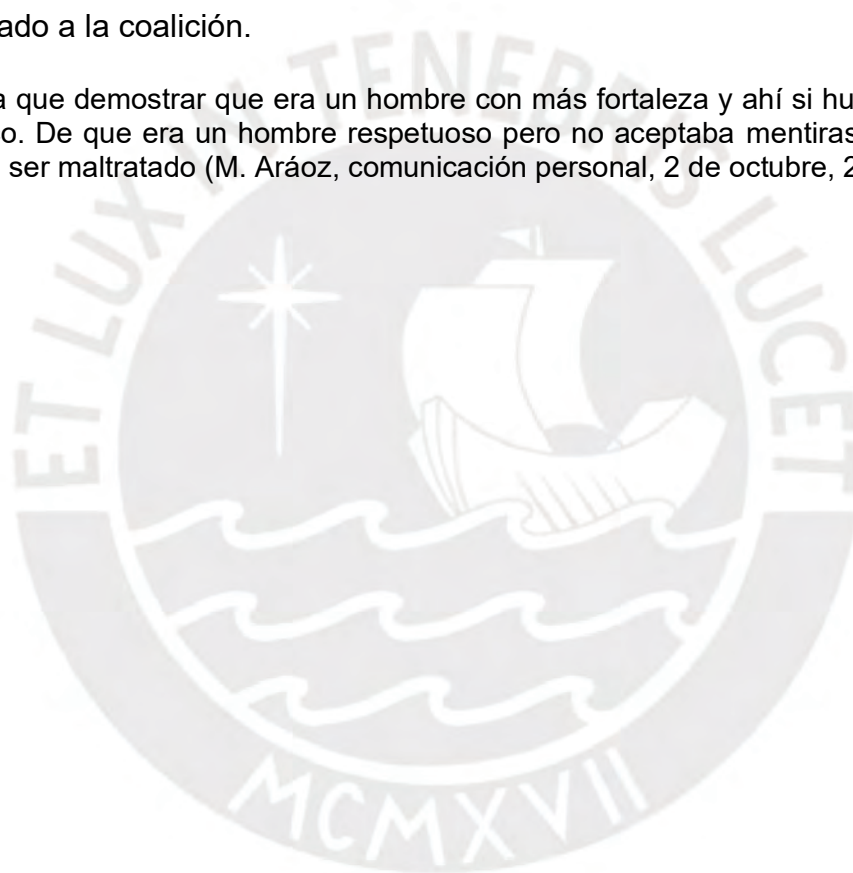 ado a la coalición.
a que demostrar que era un hombre con más fortaleza y ahí si hu
o. De que era un hombre respetuoso pero no aceptaba mentiras
ser maltratado (M. Aráoz, comunicación personal, 2 de octubre, 2
ET LUX IN TENEBRIS LUCET
MCMXVII